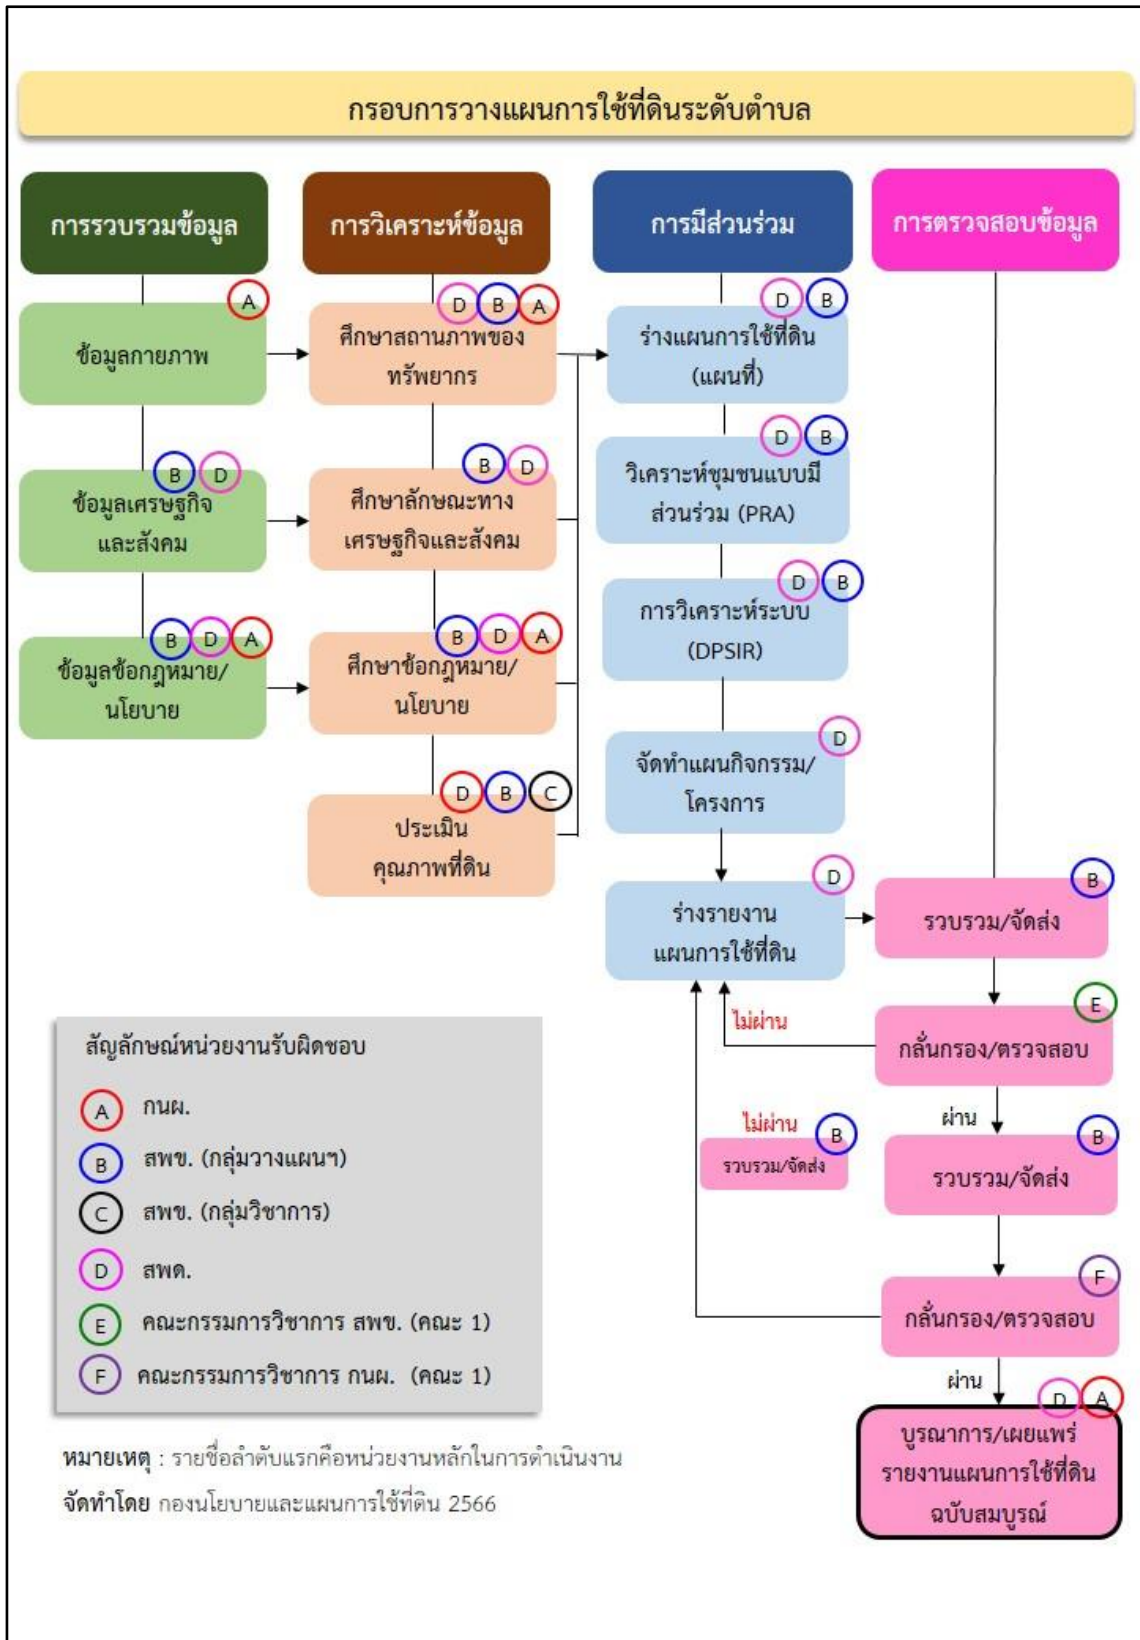 กรอบการวางแผนการใช้ที่ดินระดับตำบล
การรวบรวมข้อมูล
A
ข้อมูลกายภาพ
B D
ข้อมูลเศรษฐกิจ
และสังคม
B D A
ข้อมูลข้อกฎหมาย/
นโยบาย
การวิเคราะห์ข้อมูล
D B A
ศึกษาสถานภาพของ
ทรัพยากร
B D
ศึกษาลักษณะทาง
เศรษฐกิจและสังคม
B D A
ศึกษาข้อกฎหมาย/
นโยบาย
D B C
ประเมิน
คุณภาพที่ดิน
การมีส่วนร่วม
D B
ร่างแผนการใช้ที่ดิน
(แผนที่)
D B
วิเคราะห์ชุมชนแบบมี
ส่วนร่วม (PRA)
D B
การวิเคราะห์ระบบ
(DPSIR)
D
จัดทำแผนกิจกรรม/
โครงการ
D
ร่างรายงาน
แผนการใช้ที่ดิน
การตรวจสอบข้อมูล
B
รวบรวม/จัดส่ง
E
ไม่ผ่าน
กลั่นกรอง/ตรวจสอบ
ผ่าน
ไม่ผ่าน
B
รวบรวม/จัดส่ง
B
รวบรวม/จัดส่ง
F
กลั่นกรอง/ตรวจสอบ
ผ่าน
D A
บูรณาการ/เผยแพร่
รายงานแผนการใช้ที่ดิน
ฉบับสมบูรณ์
สัญลักษณ์หน่วยงานรับผิดชอบ
A กนผ.
B สพข. (กลุ่มวางแผนฯ)
C สพข. (กลุ่มวิชาการ)
D สพด.
E คณะกรรมการวิชาการ สพข. (คณะ 1)
F คณะกรรมการวิชาการ กนผ. (คณะ 1)
หมายเหตุ : รายชื่อลำดับแรกคือหน่วยงานหลักในการดำเนินงาน
จัดทำโดย กองนโยบายและแผนการใช้ที่ดิน 2566